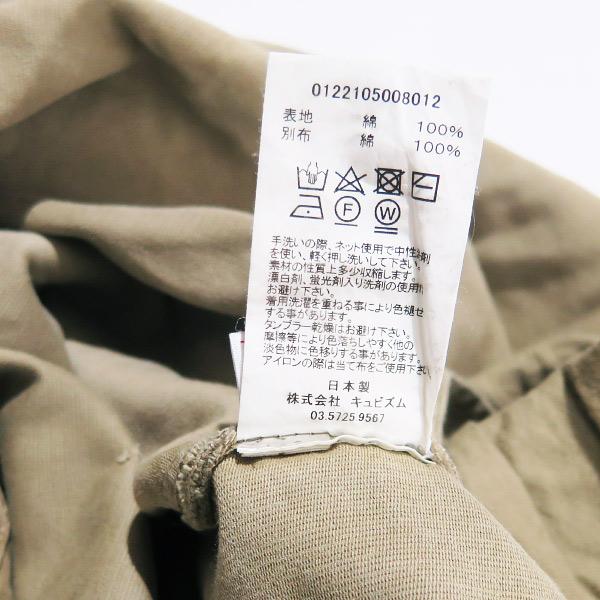 0122105008012
表地 綿 100%
別布 綿 100%
F W
手洗いの際、ネット使用で中性洗剤
を使い、軽く押し洗いして下さい。
素材の性質上多少収縮します。
漂白剤、蛍光剤入り洗剤の使用は
お避け下さい。
着用洗濯を重ねる事により色褪せ
する事があります。
タンブラー乾燥はお避け下さい。
摩擦等により色落ちしやすく他の
淡色物に色移りする事があります。
アイロンの際は当て布をご使用下さい。
日本製
株式会社 キュビズム
03.5725.9567